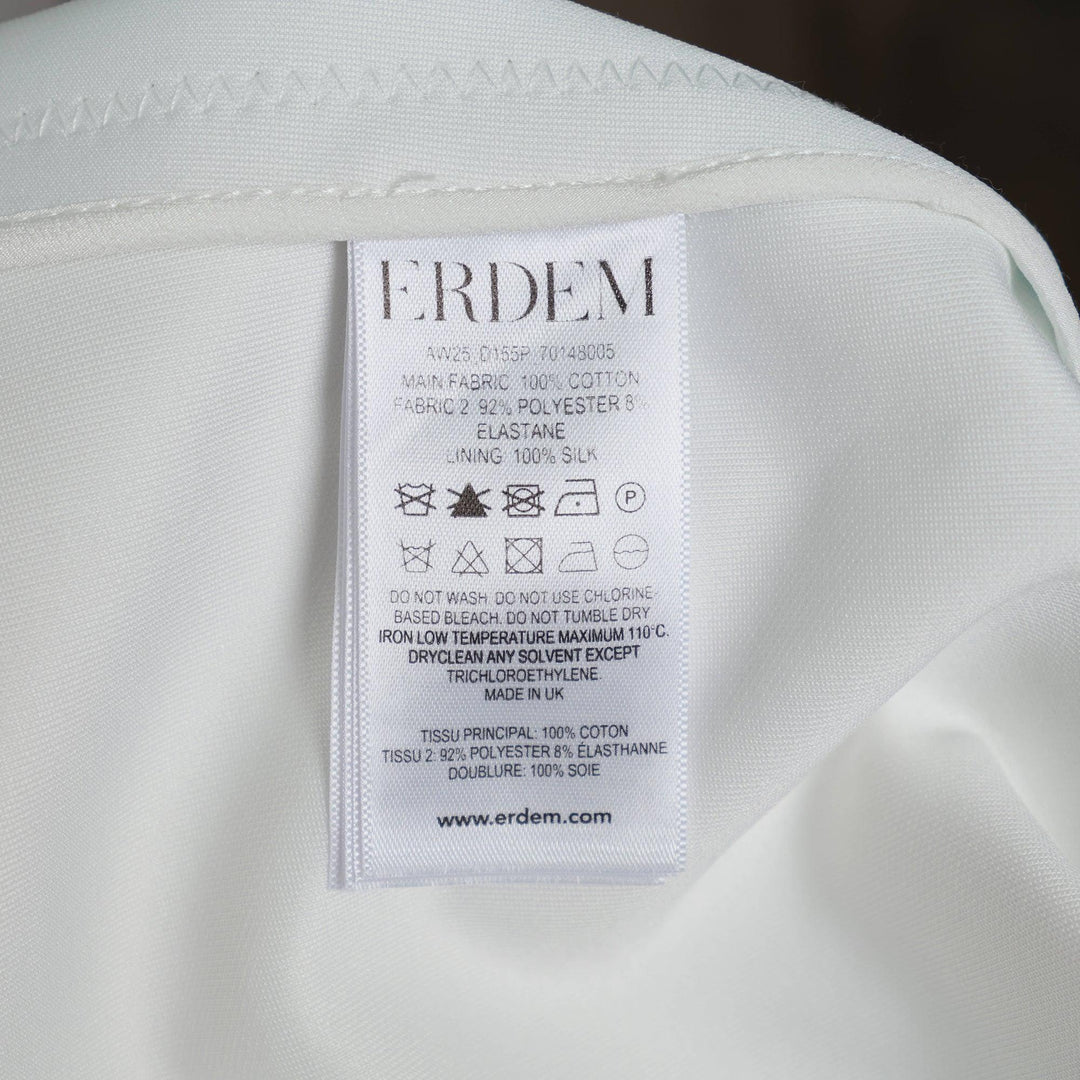 ERDEM
AW25 D155P 70148005
MAIN FABRIC 100% COTTON
FABRIC 2 92% POLYESTER 8%
ELASTANE
LINING 100% SILK
P
DO NOT WASH. DO NOT USE CHLORINE-
BASED BLEACH. DO NOT TUMBLE DRY
IRON LOW TEMPERATURE MAXIMUM 110°C.
DRYCLEAN ANY SOLVENT EXCEPT
TRICHLOROETHYLENE.
MADE IN UK
TISSU PRINCIPAL: 100% COTON
TISSU 2: 92% POLYESTER 8% ÉLASTHANNE
DOUBLURE: 100% SOIE
www.erdem.com